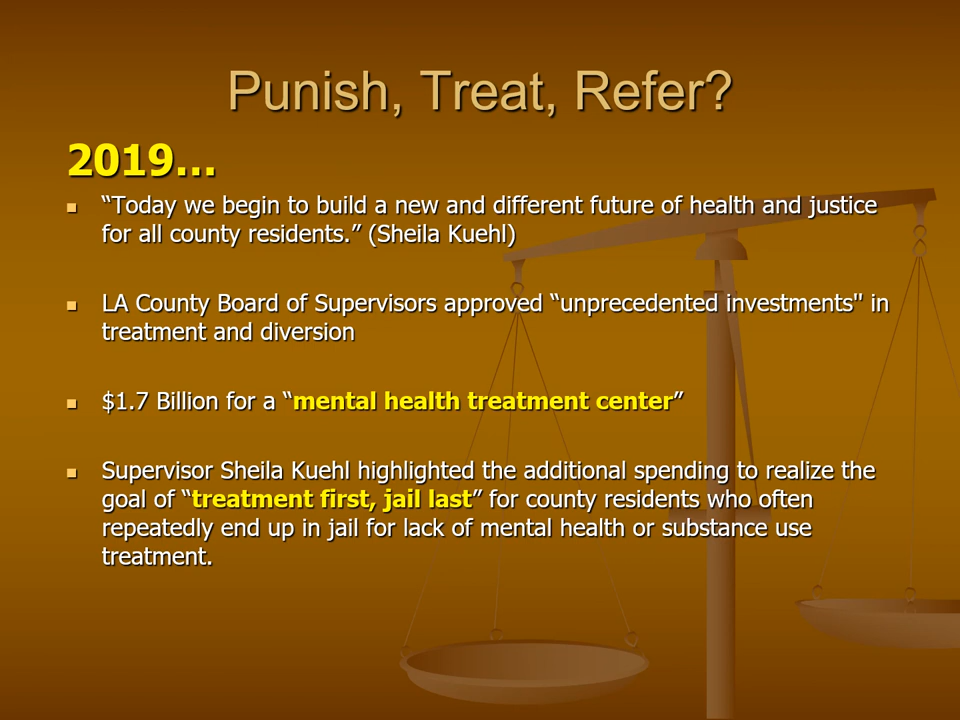 Punish, Treat, Refer?
2019…
“Today we begin to build a new and different future of health and justice
for all county residents.” (Sheila Kuehl)
LA County Board of Supervisors approved “unprecedented investments" in
treatment and diversion
$1.7 Billion for a “mental health treatment center”
Supervisor Sheila Kuehl highlighted the additional spending to realize the
goal of “treatment first, jail last” for county residents who often
repeatedly end up in jail for lack of mental health or substance use
treatment.